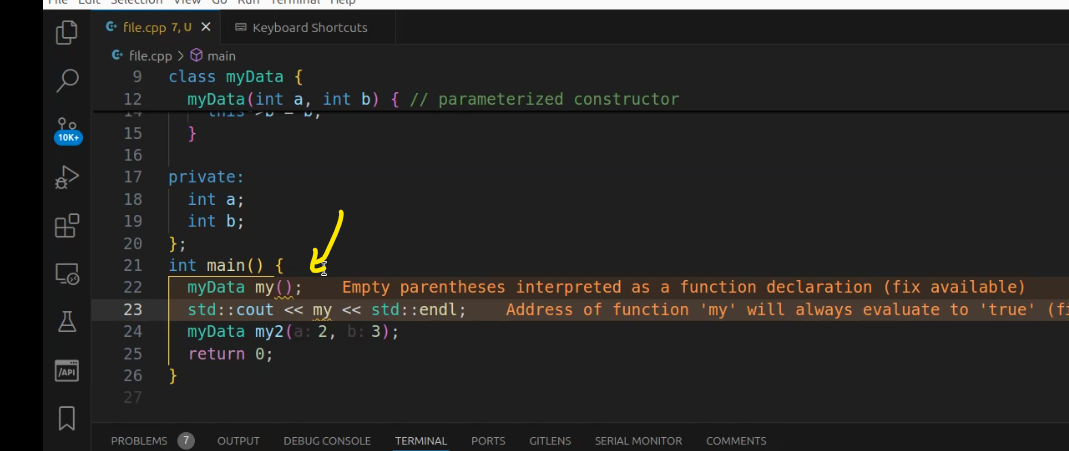 File Edit Selection View Go Run Terminal Help
file.cpp 7, U Keyboard Shortcuts
file.cpp > main
9 class myData {
12 myData(int a, int b) { // parameterized constructor
14 this->b = b;
15 }
16
17 private:
18 int a;
19 int b;
20 };
21 int main() {
22 myData my(); Empty parentheses interpreted as a function declaration (fix available)
23 std::cout << my << std::endl; Address of function 'my' will always evaluate to 'true' (fi
24 myData my2(a: 2, b: 3);
25 return 0;
26 }
27
10K+
/API
PROBLEMS 7 OUTPUT DEBUG CONSOLE TERMINAL PORTS GITLENS SERIAL MONITOR COMMENTS